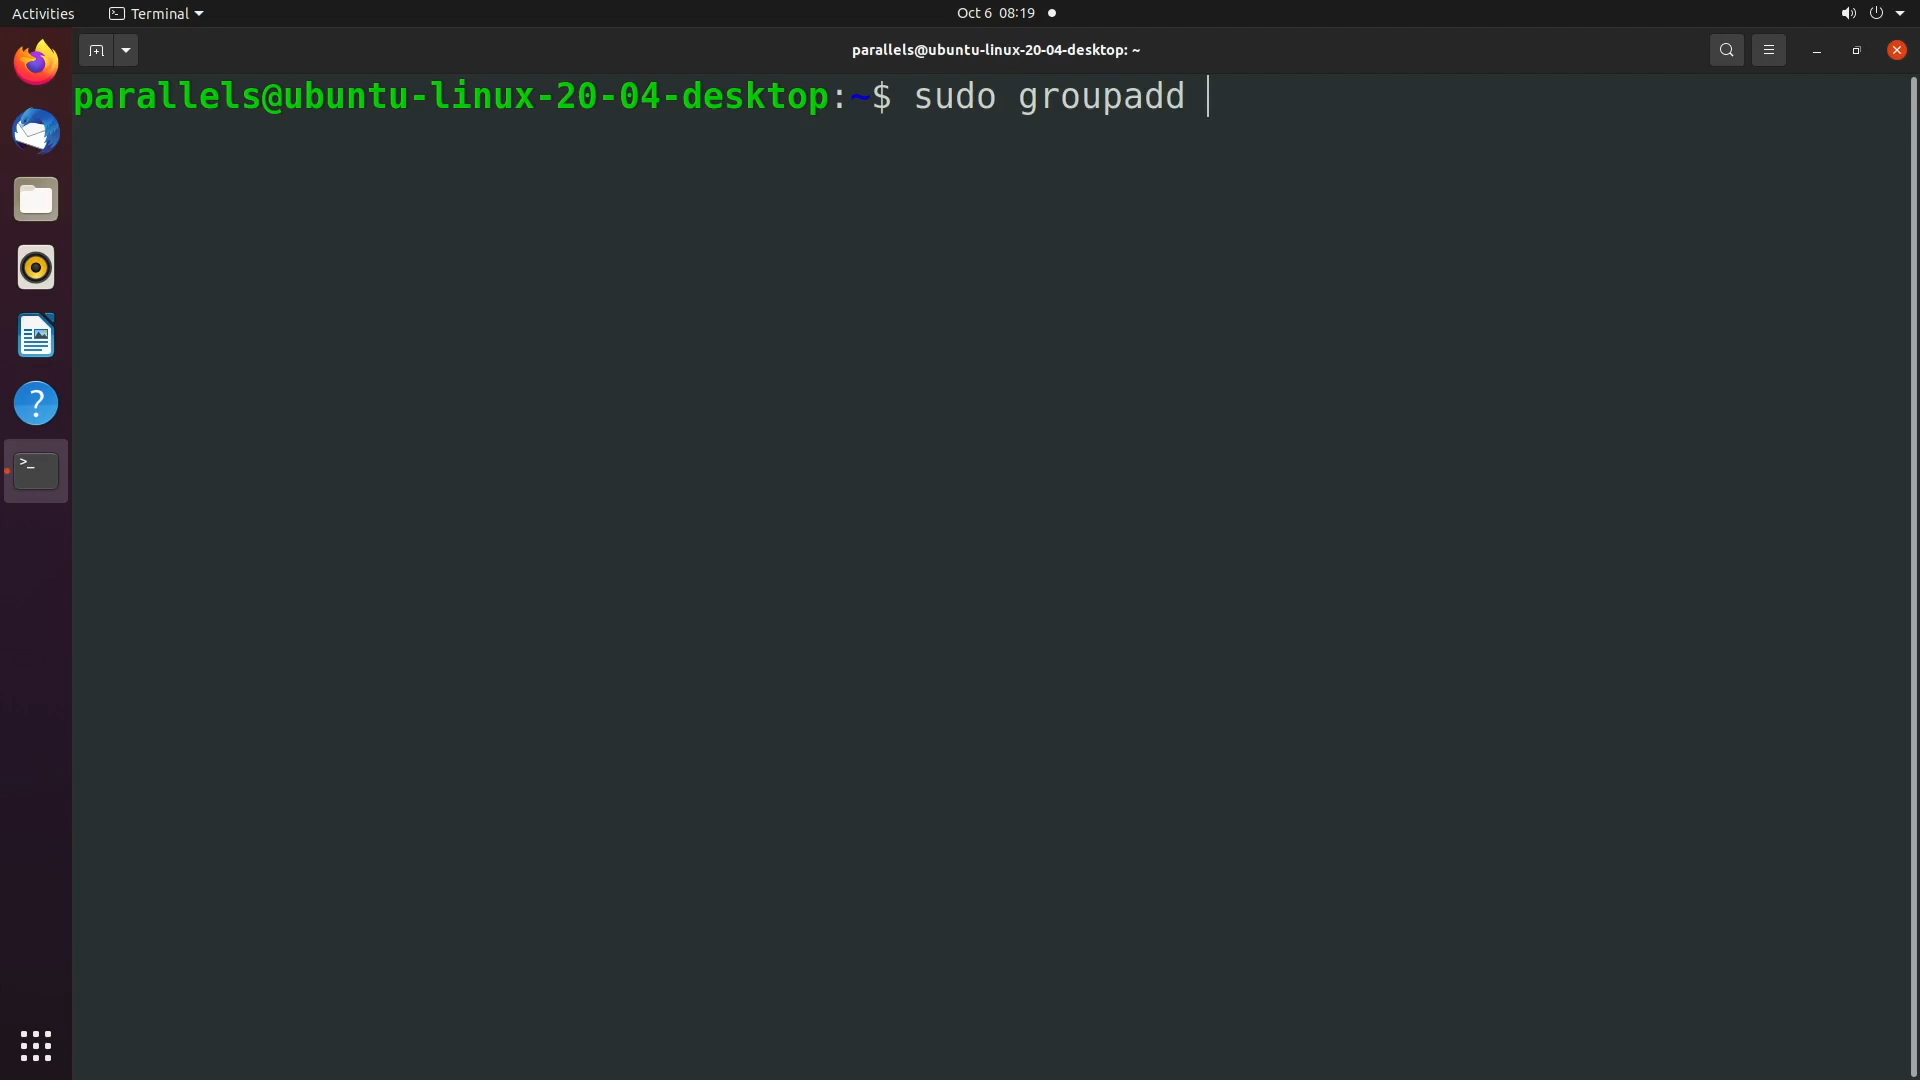 Activities
Terminal
Oct 6 08:19
parallels@ubuntu-linux-20-04-desktop: ~
parallels@ubuntu-linux-20-04-desktop:~$ sudo groupadd
?
>_